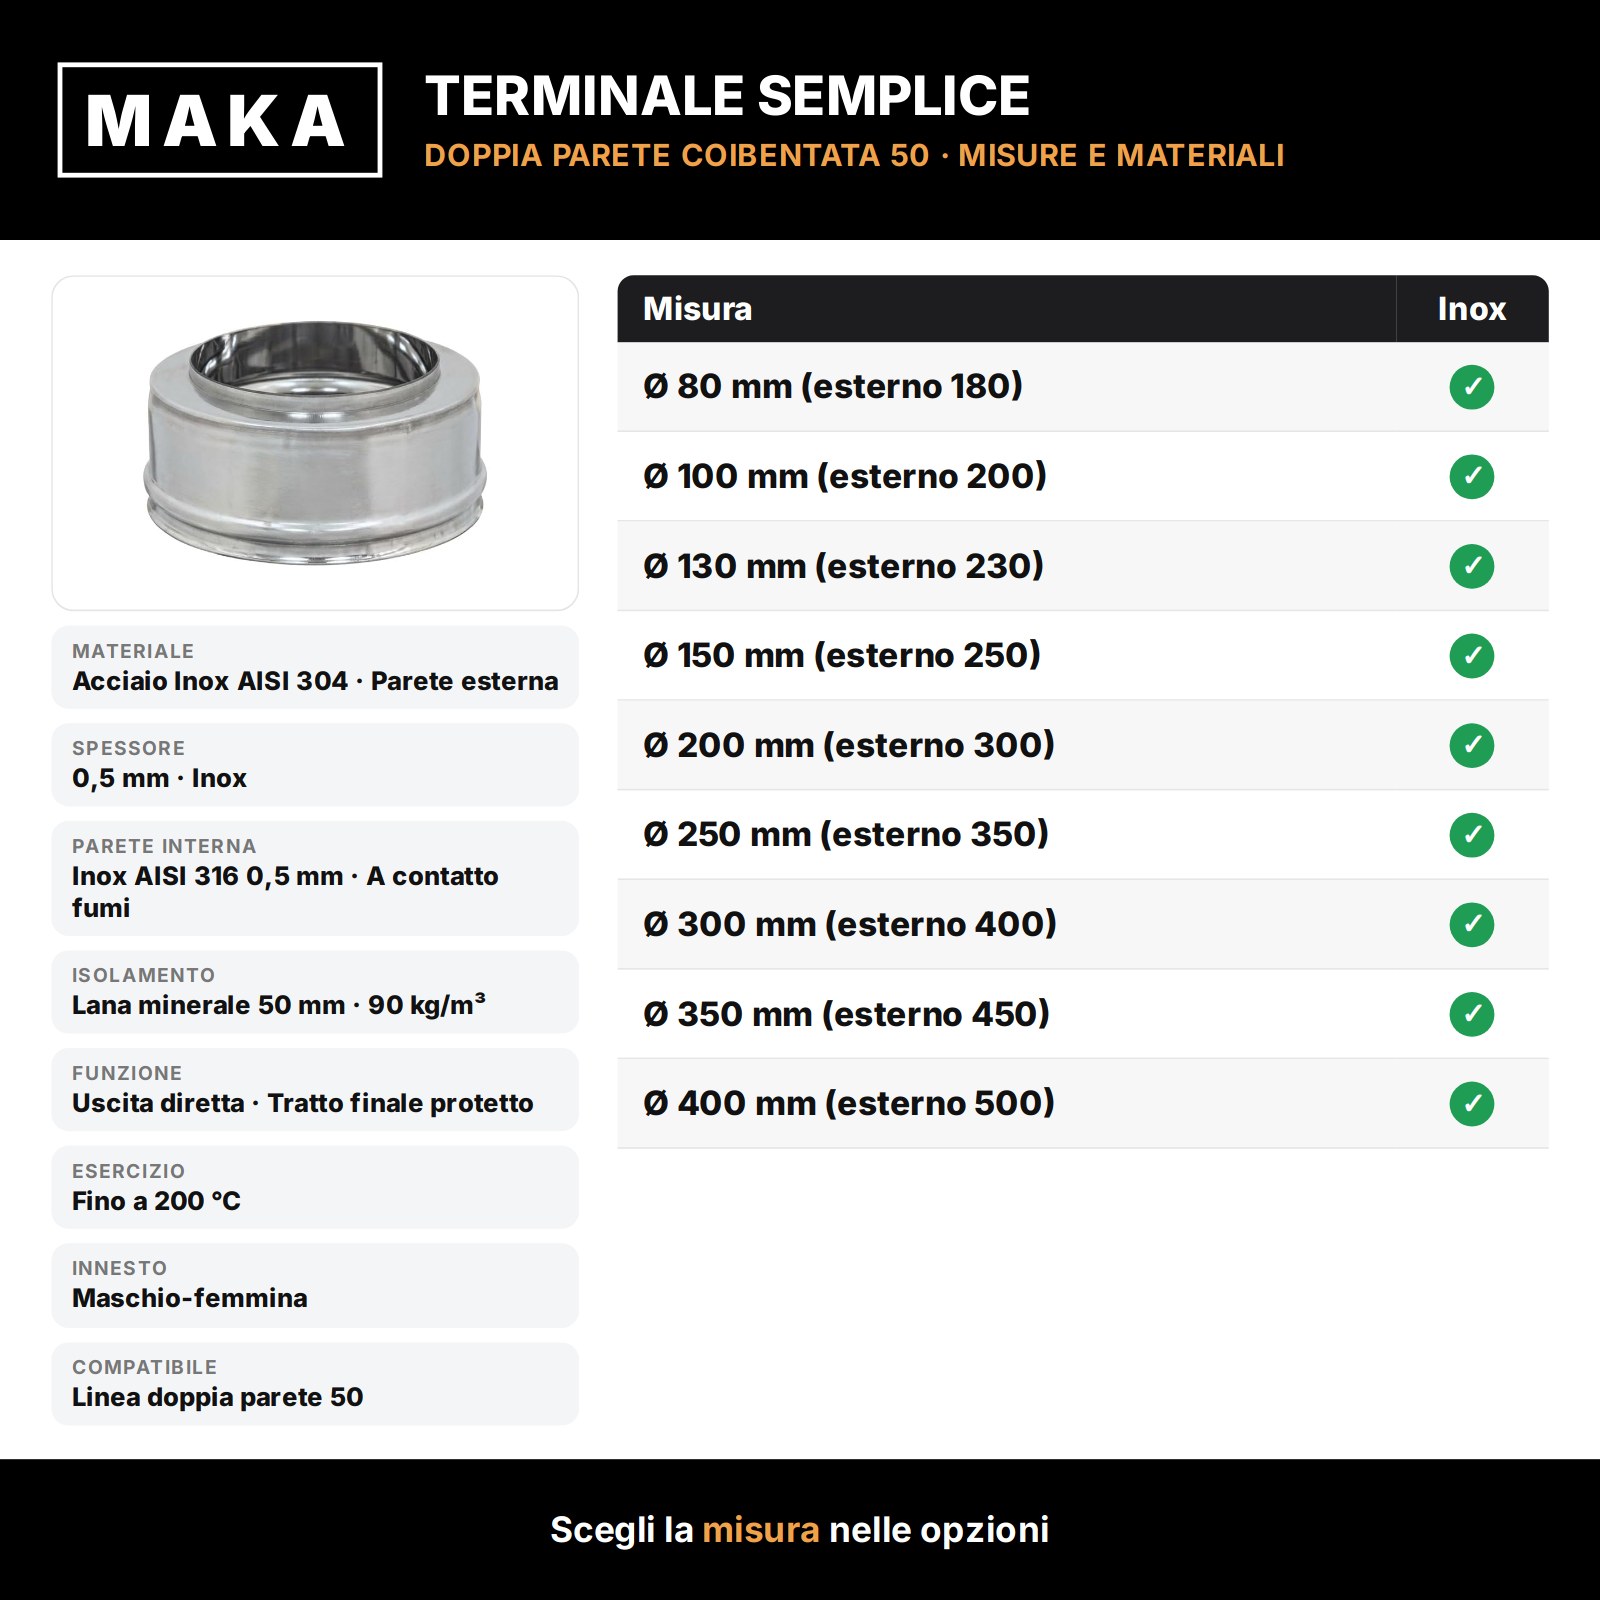 MAKA
TERMINALE SEMPLICE
DOPPIA PARETE COIBENTATA 50 · MISURE E MATERIALI
MATERIALE
Acciaio Inox AISI 304 · Parete esterna
SPESSORE
0,5 mm · Inox
PARETE INTERNA
Inox AISI 316 0,5 mm · A contatto
fumi
ISOLAMENTO
Lana minerale 50 mm · 90 kg/m³
FUNZIONE
Uscita diretta · Tratto finale protetto
ESERCIZIO
Fino a 200 °C
INNESTO
Maschio-femmina
COMPATIBILE
Linea doppia parete 50
Misura Inox
Ø 80 mm (esterno 180) ✓
Ø 100 mm (esterno 200) ✓
Ø 130 mm (esterno 230) ✓
Ø 150 mm (esterno 250) ✓
Ø 200 mm (esterno 300) ✓
Ø 250 mm (esterno 350) ✓
Ø 300 mm (esterno 400) ✓
Ø 350 mm (esterno 450) ✓
Ø 400 mm (esterno 500) ✓
Scegli la misura nelle opzioni